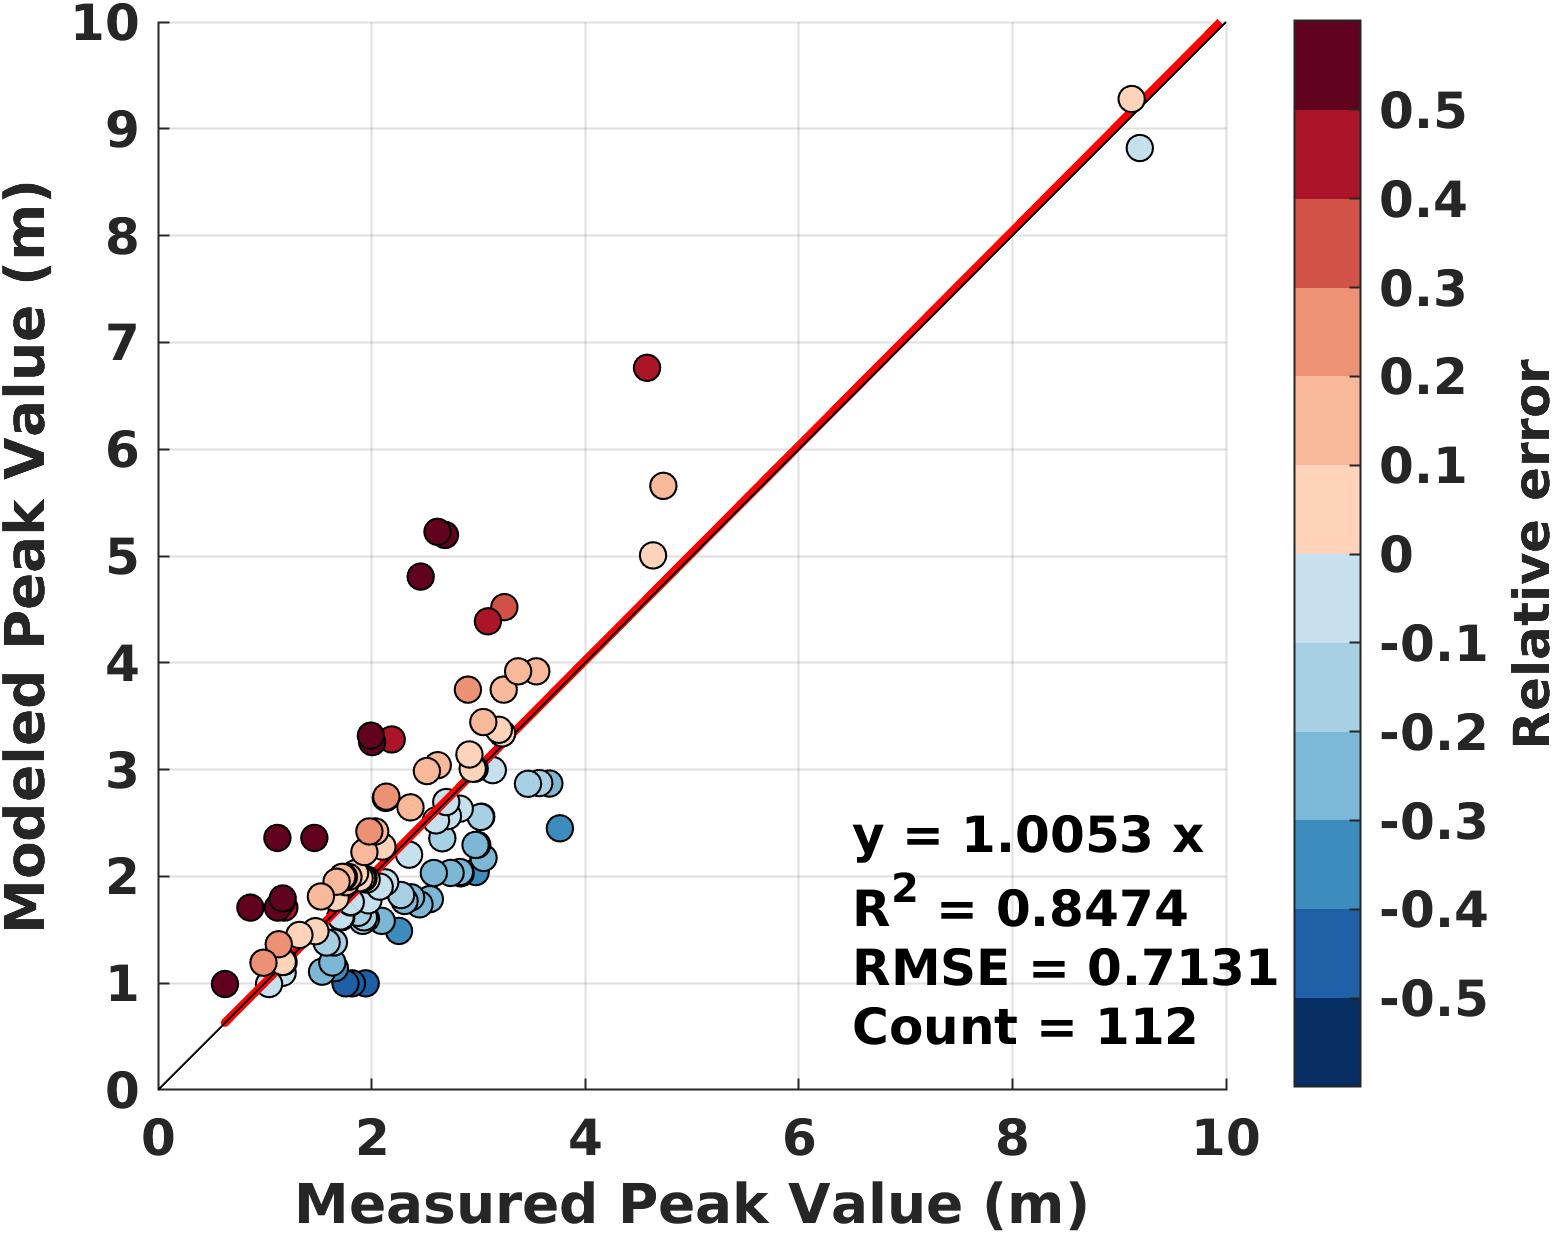 Modeled Peak Value (m)
10
9
8
7
6
5
4
3
2
1
0
0 2 4 6 8 10
Measured Peak Value (m)
y = 1.0053 x
R² = 0.8474
RMSE = 0.7131
Count = 112
0.5
0.4
0.3
0.2
0.1
0
-0.1
-0.2
-0.3
-0.4
-0.5
Relative error